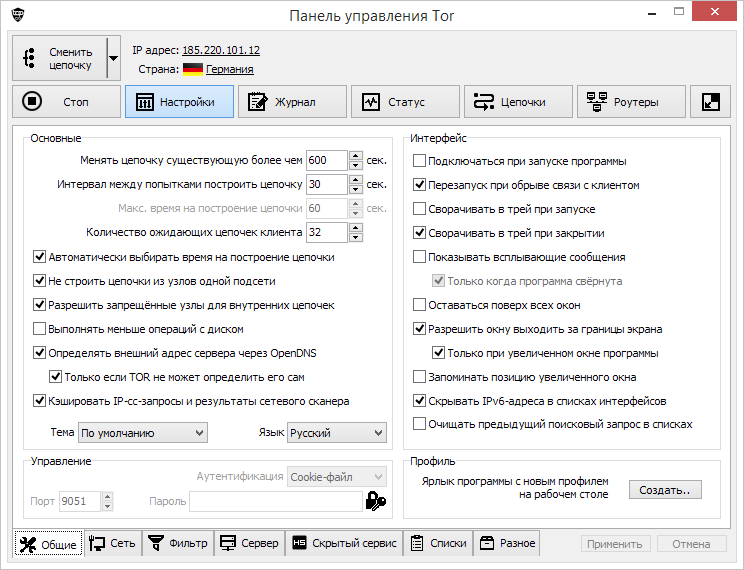 Панель управления Tor
Сменить цепочку
IP адрес: 185.220.101.12
Страна: Германия
Стоп
Настройки
Журнал
Статус
Цепочки
Роутеры
Основные
Менять цепочку существующую более чем 600 сек.
Интервал между попытками построить цепочку 30 сек.
Макс. время на построение цепочки 60 сек.
Количество ожидающих цепочек клиента 32
Автоматически выбирать время на построение цепочки
Не строить цепочки из узлов одной подсети
Разрешить запрещённые узлы для внутренних цепочек
Выполнять меньше операций с диском
Определять внешний адрес сервера через OpenDNS
Только если TOR не может определить его сам
Кэшировать IP-cc-запросы и результаты сетевого сканера
Тема По умолчанию Язык Русский
Управление
Аутентификация Cookie-файл
Порт 9051 Пароль
Интерфейс
Подключаться при запуске программы
Перезапуск при обрыве связи с клиентом
Сворачивать в трей при запуске
Сворачивать в трей при закрытии
Показывать всплывающие сообщения
Только когда программа свёрнута
Оставаться поверх всех окон
Разрешить окну выходить за границы экрана
Только при увеличенном окне программы
Запоминать позицию увеличенного окна
Скрывать IPv6-адреса в списках интерфейсов
Очищать предыдущий поисковый запрос в списках
Профиль
Ярлык программы с новым профилем
на рабочем столе
Создать..
Общие
Сеть
Фильтр
Сервер
HS Скрытый сервис
Списки
Разное
Применить
Отмена